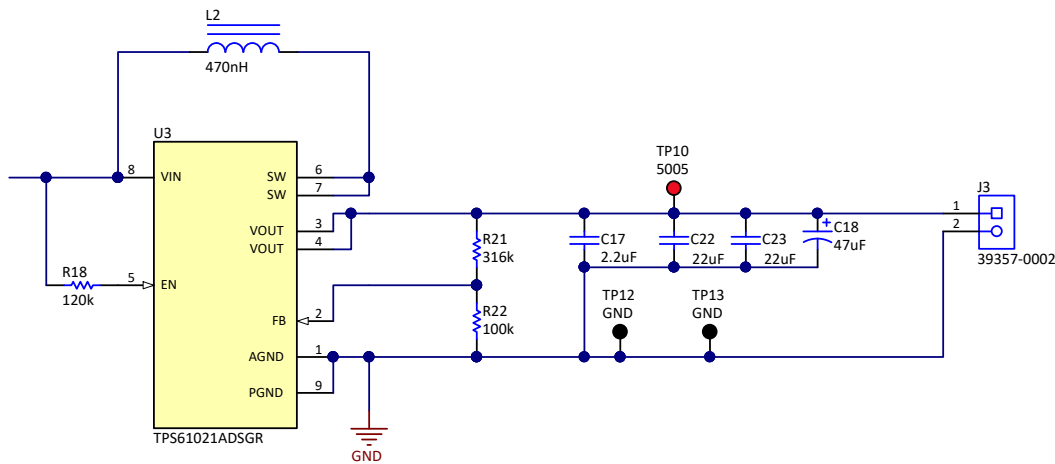 L2
470nH
U3
8
VIN
SW
6
SW
7
VOUT
3
VOUT
4
R18
120k
5
EN
FB
2
AGND
1
PGND
9
TPS61021ADSGR
GND
R21
316k
R22
100k
TP10
5005
C17
2.2uF
C22
22uF
C23
22uF
+
C18
47uF
TP12
GND
TP13
GND
J3
1
2
39357-0002